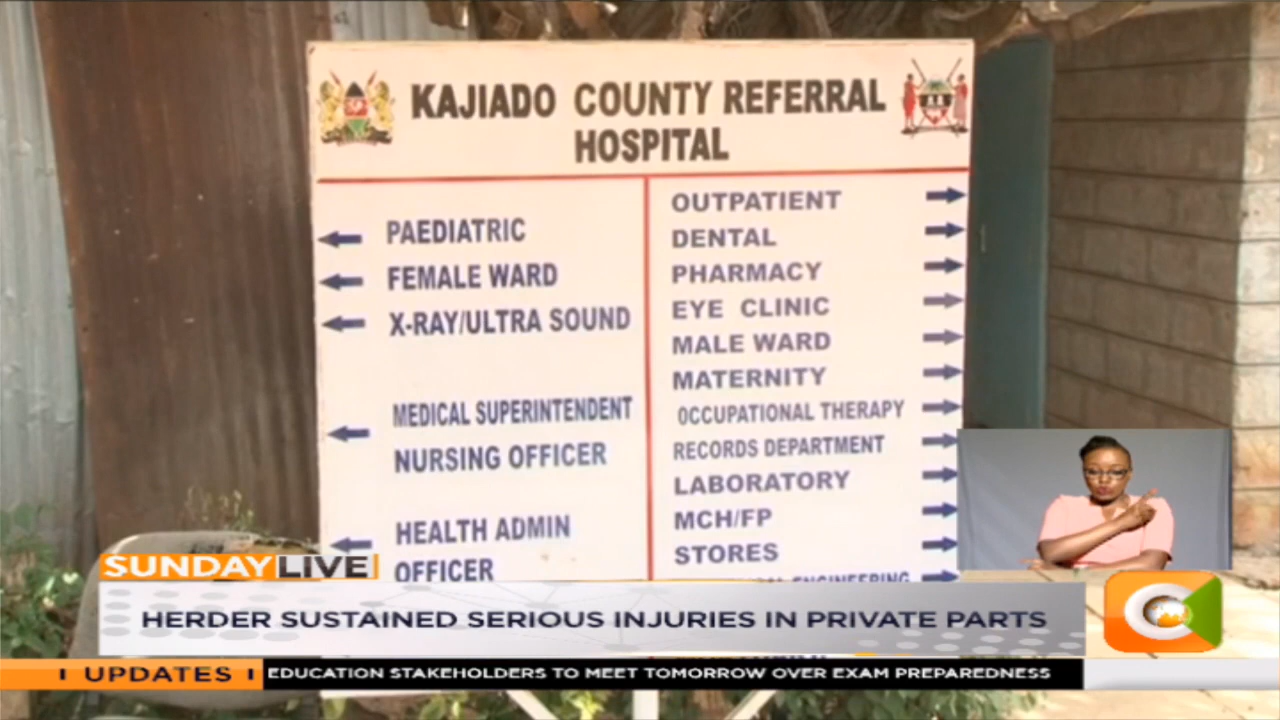 KAJIADO COUNTY REFERRAL
HOSPITAL
PAEDIATRIC
FEMALE WARD
X-RAY/ULTRA SOUND
MEDICAL SUPERINTENDENT
NURSING OFFICER
HEALTH ADMIN
OFFICER
OUTPATIENT
DENTAL
PHARMACY
EYE CLINIC
MALE WARD
MATERNITY
OCCUPATIONAL THERAPY
RECORDS DEPARTMENT
LABORATORY
MCH/FP
STORES
ENGINEERING
SUNDAY LIVE
HERDER SUSTAINED SERIOUS INJURIES IN PRIVATE PARTS
UPDATES
EDUCATION STAKEHOLDERS TO MEET TOMORROW OVER EXAM PREPAREDNESS